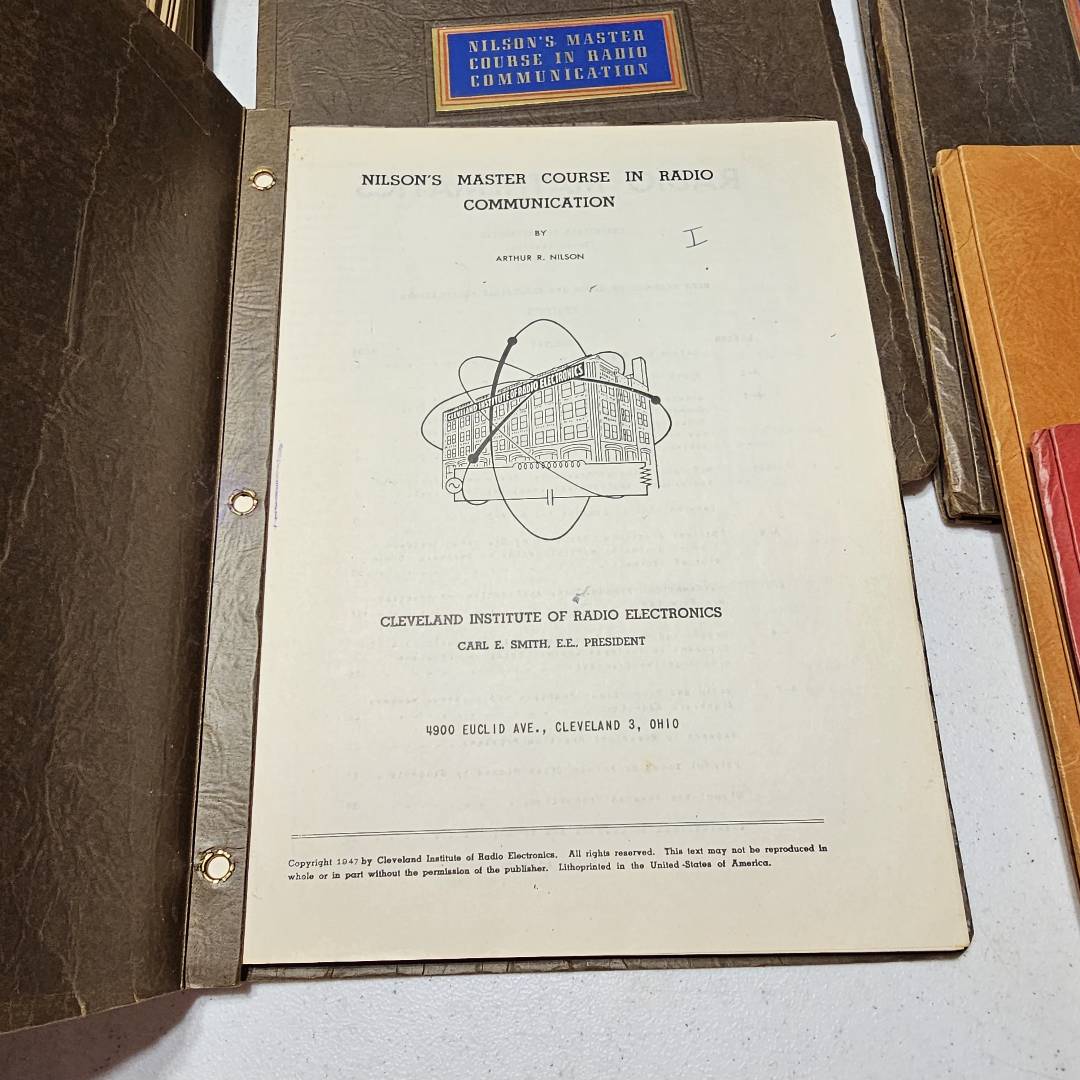 NILSON'S MASTER
COURSE IN RADIO
COMMUNICATION
NILSON'S MASTER COURSE IN RADIO
COMMUNICATION
BY
ARTHUR R. NILSON
I
CLEVELAND INSTITUTE OF RADIO ELECTRONICS
CLEVELAND INSTITUTE OF RADIO ELECTRONICS
CARL E. SMITH, E.E., PRESIDENT
4900 EUCLID AVE., CLEVELAND 3, OHIO
Copyright 1947 by Cleveland Institute of Radio Electronics. All rights reserved. This text may not be reproduced in
whole or in part without the permission of the publisher. Lithoprinted in the United States of America.